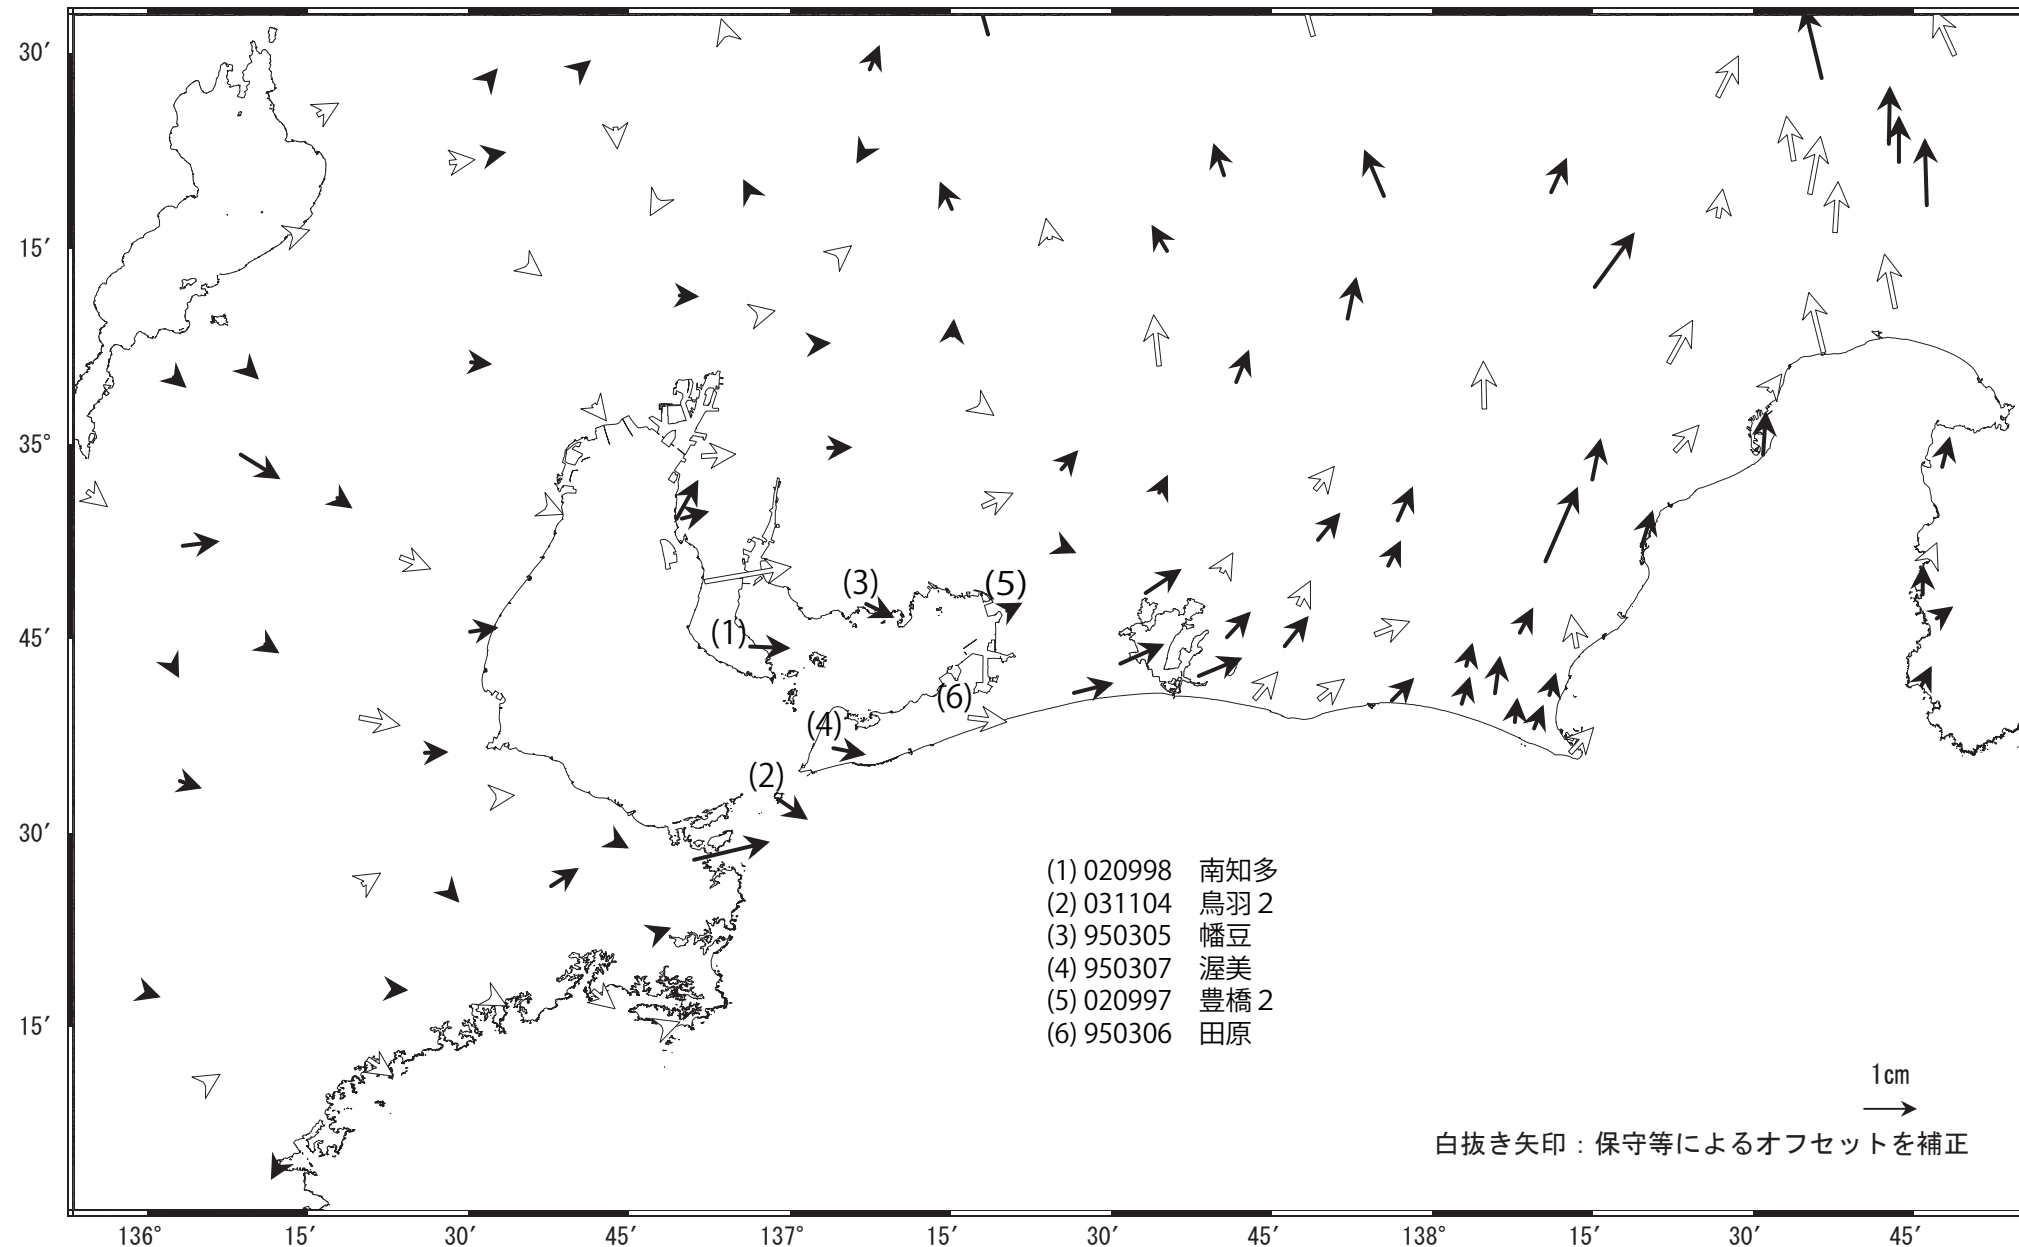 30′
15′
35°
45′
30′
15′
(3)
(5)
(1)
(6)
(4)
(2)
(1) 020998 南知多
(2) 031104 鳥羽２
(3) 950305 幡豆
(4) 950307 渥美
(5) 020997 豊橋２
(6) 950306 田原
1cm
白抜き矢印：保守等によるオフセットを補正
136° 15′ 30′ 45′ 137° 15′ 30′ 45′ 138° 15′ 30′ 45′